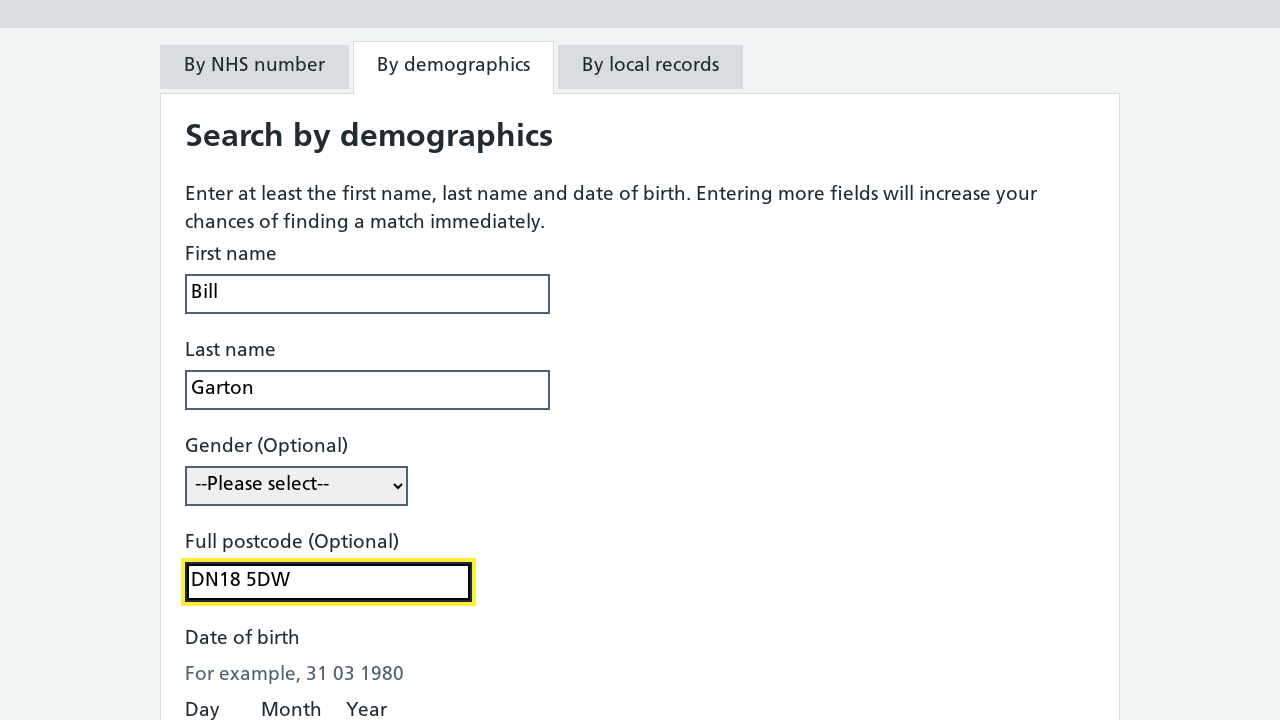 By NHS number
By demographics
By local records
Search by demographics
Enter at least the first name, last name and date of birth. Entering more fields will increase your
chances of finding a match immediately.
First name
Bill
Last name
Garton
Gender (Optional)
--Please select--
Full postcode (Optional)
DN18 5DW
Date of birth
For example, 31 03 1980
Day Month Year